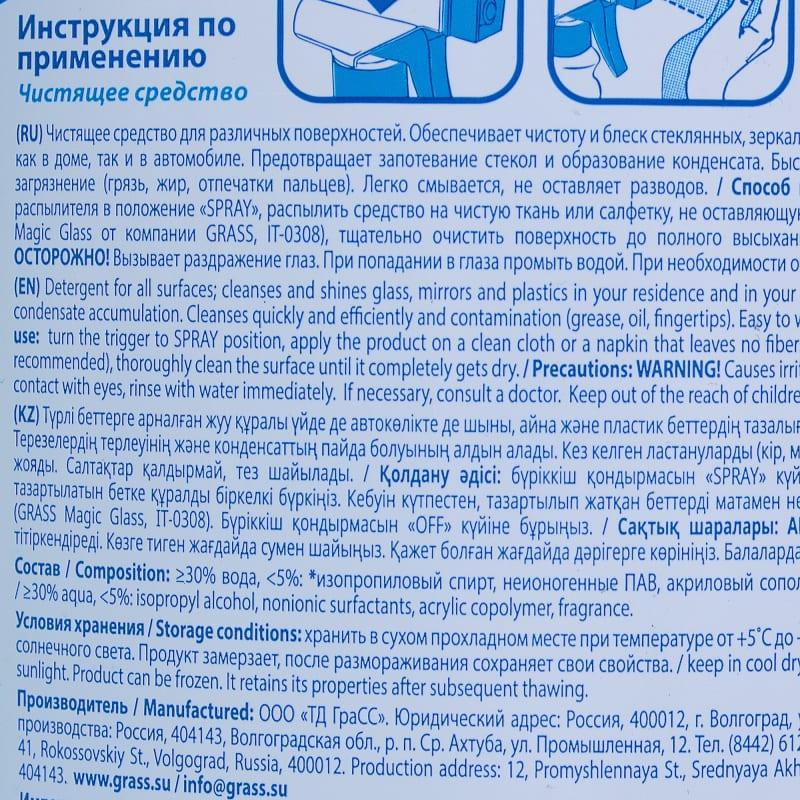 Инструкция по
применению
Чистящее средство
(RU) Чистящее средство для различных поверхностей. Обеспечивает чистоту и блеск стеклянных, зеркал
как в доме, так и в автомобиле. Предотвращает запотевание стекол и образование конденсата. Быс
загрязнение (грязь, жир, отпечатки пальцев). Легко смывается, не оставляет разводов. / Способ
распылителя в положение «SPRAY», распылить средство на чистую ткань или салфетку, не оставляющу
Magic Glass от компании GRASS, IT-0308), тщательно очистить поверхность до полного высыхан
ОСТОРОЖНО! Вызывает раздражение глаз. При попадании в глаза промыть водой. При необходимости о
(EN) Detergent for all surfaces; cleanses and shines glass, mirrors and plastics in your residence and in your
condensate accumulation. Cleanses quickly and efficiently and contamination (grease, oil, fingertips). Easy to
use: turn the trigger to SPRAY position, apply the product on a clean cloth or a napkin that leaves no fiber
recommended), thoroughly clean the surface until it completely gets dry. / Precautions: WARNING! Causes irri
contact with eyes, rinse with water immediately. If necessary, consult a doctor. Keep out of the reach of childre
(KZ) Түрлі беттерге арналған жуу құралы үйде де автокөлікте де шыны, айна және пластик беттердің тазалығ
Терезелердің терлеуінің және конденсаттың пайда болуының алдын алады. Кез келген ластануларды (кір, м
жояды. Салтақтар қалдырмай, тез шайылады. / Қолдану әдісі: бүріккіш қондырмасын «SPRAY» күй
тазартылатын бетке құралды біркелкі бүркіңіз. Кебуін күтпестен, тазартылып жатқан беттерді матамен не
(GRASS Magic Glass, IT-0308). Бүріккіш қондырмасын «OFF» күйіне бұрыңыз. / Сақтық шаралары: АБ
тітіркендіреді. Көзге тиген жағдайда сумен шайыңыз. Қажет болған жағдайда дәрігерге көрініңіз. Балаларда
Состав / Composition: ≥30% вода, <5%: *изопропиловый спирт, неионогенные ПАВ, акриловый сопол
/ ≥30% aqua, <5%: isopropyl alcohol, nonionic surfactants, acrylic copolymer, fragrance.
Условия хранения / Storage conditions: хранить в сухом прохладном месте при температуре от +5˚C до
солнечного света. Продукт замерзает, после размораживания сохраняет свои свойства. / keep in cool dry
sunlight. Product can be frozen. It retains its properties after subsequent thawing.
Производитель / Manufactured: ООО «ТД ГраСС». Юридический адрес: Россия, 400012, г. Волгоград,
производства: Россия, 404143, Волгоградская обл., р. п. Ср. Ахтуба, ул. Промышленная, 12. Тел. (8442) 612
41, Rokossovskiy St., Volgograd, Russia, 400012. Production address: 12, Promyshlennaya St., Srednyaya Akh
404143. www.grass.su / info@grass.su